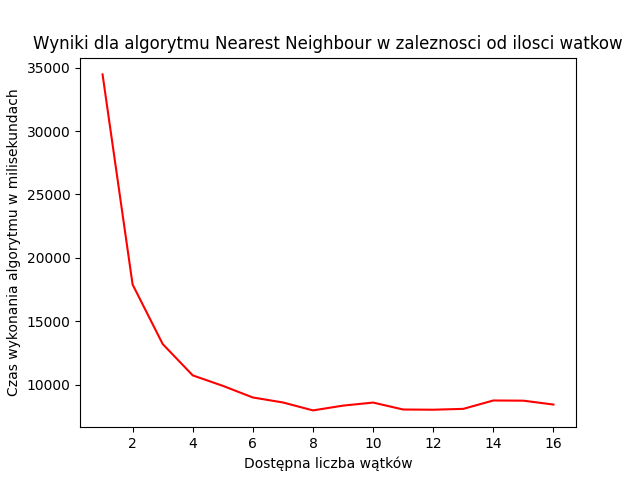 Wyniki dla algorytmu Nearest Neighbour w zaleznosci od ilosci watkow
Czas wykonania algorytmu w milisekundach
35000
30000
25000
20000
15000
10000
2 4 6 8 10 12 14 16
Dostępna liczba wątków